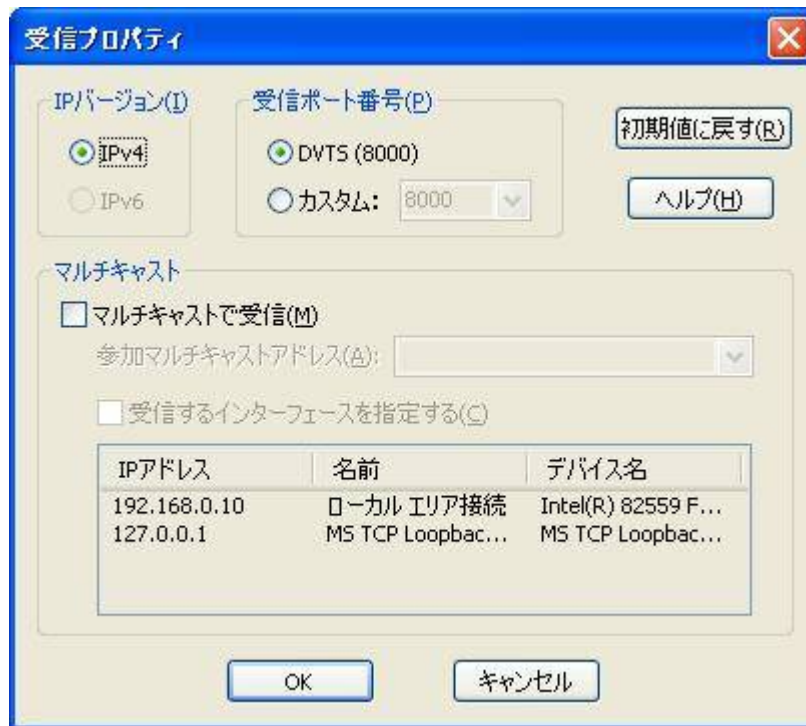 受信プロパティ
IPバージョン(I)
IPv4
IPv6
受信ポート番号(P)
DVTS (8000)
カスタム: 8000
初期値に戻す(R)
ヘルプ(H)
マルチキャスト
マルチキャストで受信(M)
参加マルチキャストアドレス(A):
受信するインターフェースを指定する(C)
IPアドレス 名前 デバイス名
192.168.0.10 ローカル エリア接続 Intel(R) 82559 F...
127.0.0.1 MS TCP Loopbac... MS TCP Loopbac...
OK キャンセル